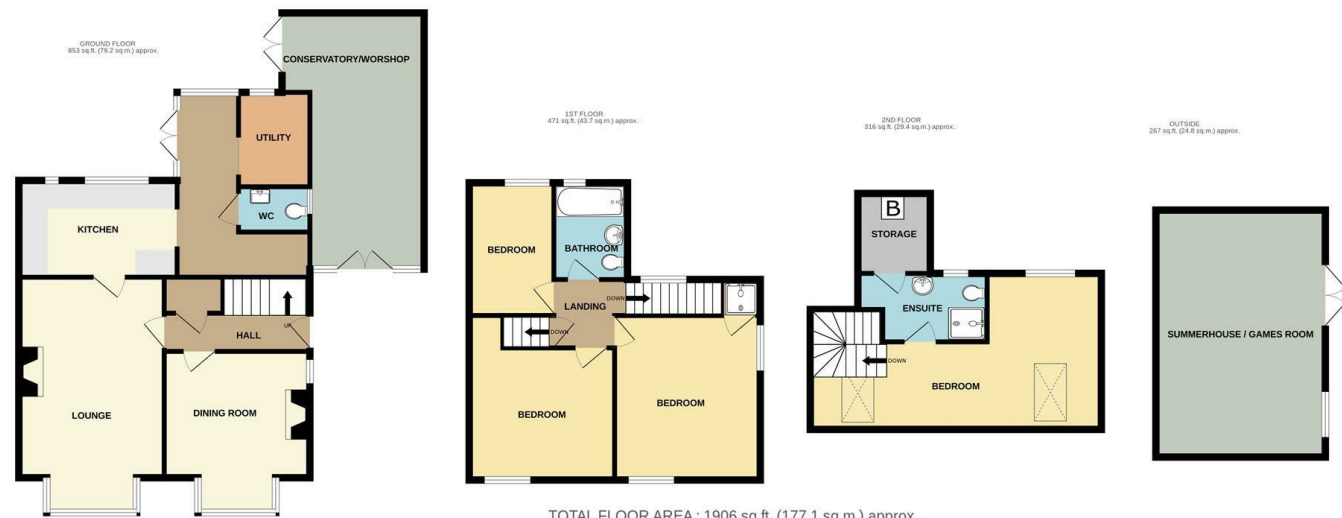 GROUND FLOOR
853 sq.ft. (79.2 sq.m.) approx.
CONSERVATORY/WORSHOP
UTILITY
WC
KITCHEN
UP
HALL
LOUNGE
DINING ROOM
1ST FLOOR
471 sq.ft. (43.7 sq.m.) approx.
BEDROOM
BATHROOM
LANDING
DOWN
DOWN
BEDROOM
BEDROOM
2ND FLOOR
316 sq.ft. (29.4 sq.m.) approx.
B
STORAGE
ENSUITE
DOWN
BEDROOM
OUTSIDE
267 sq.ft. (24.8 sq.m.) approx.
SUMMERHOUSE / GAMES ROOM
TOTAL FLOOR AREA : 1906 sq.ft. (177.1 sq.m.) approx.